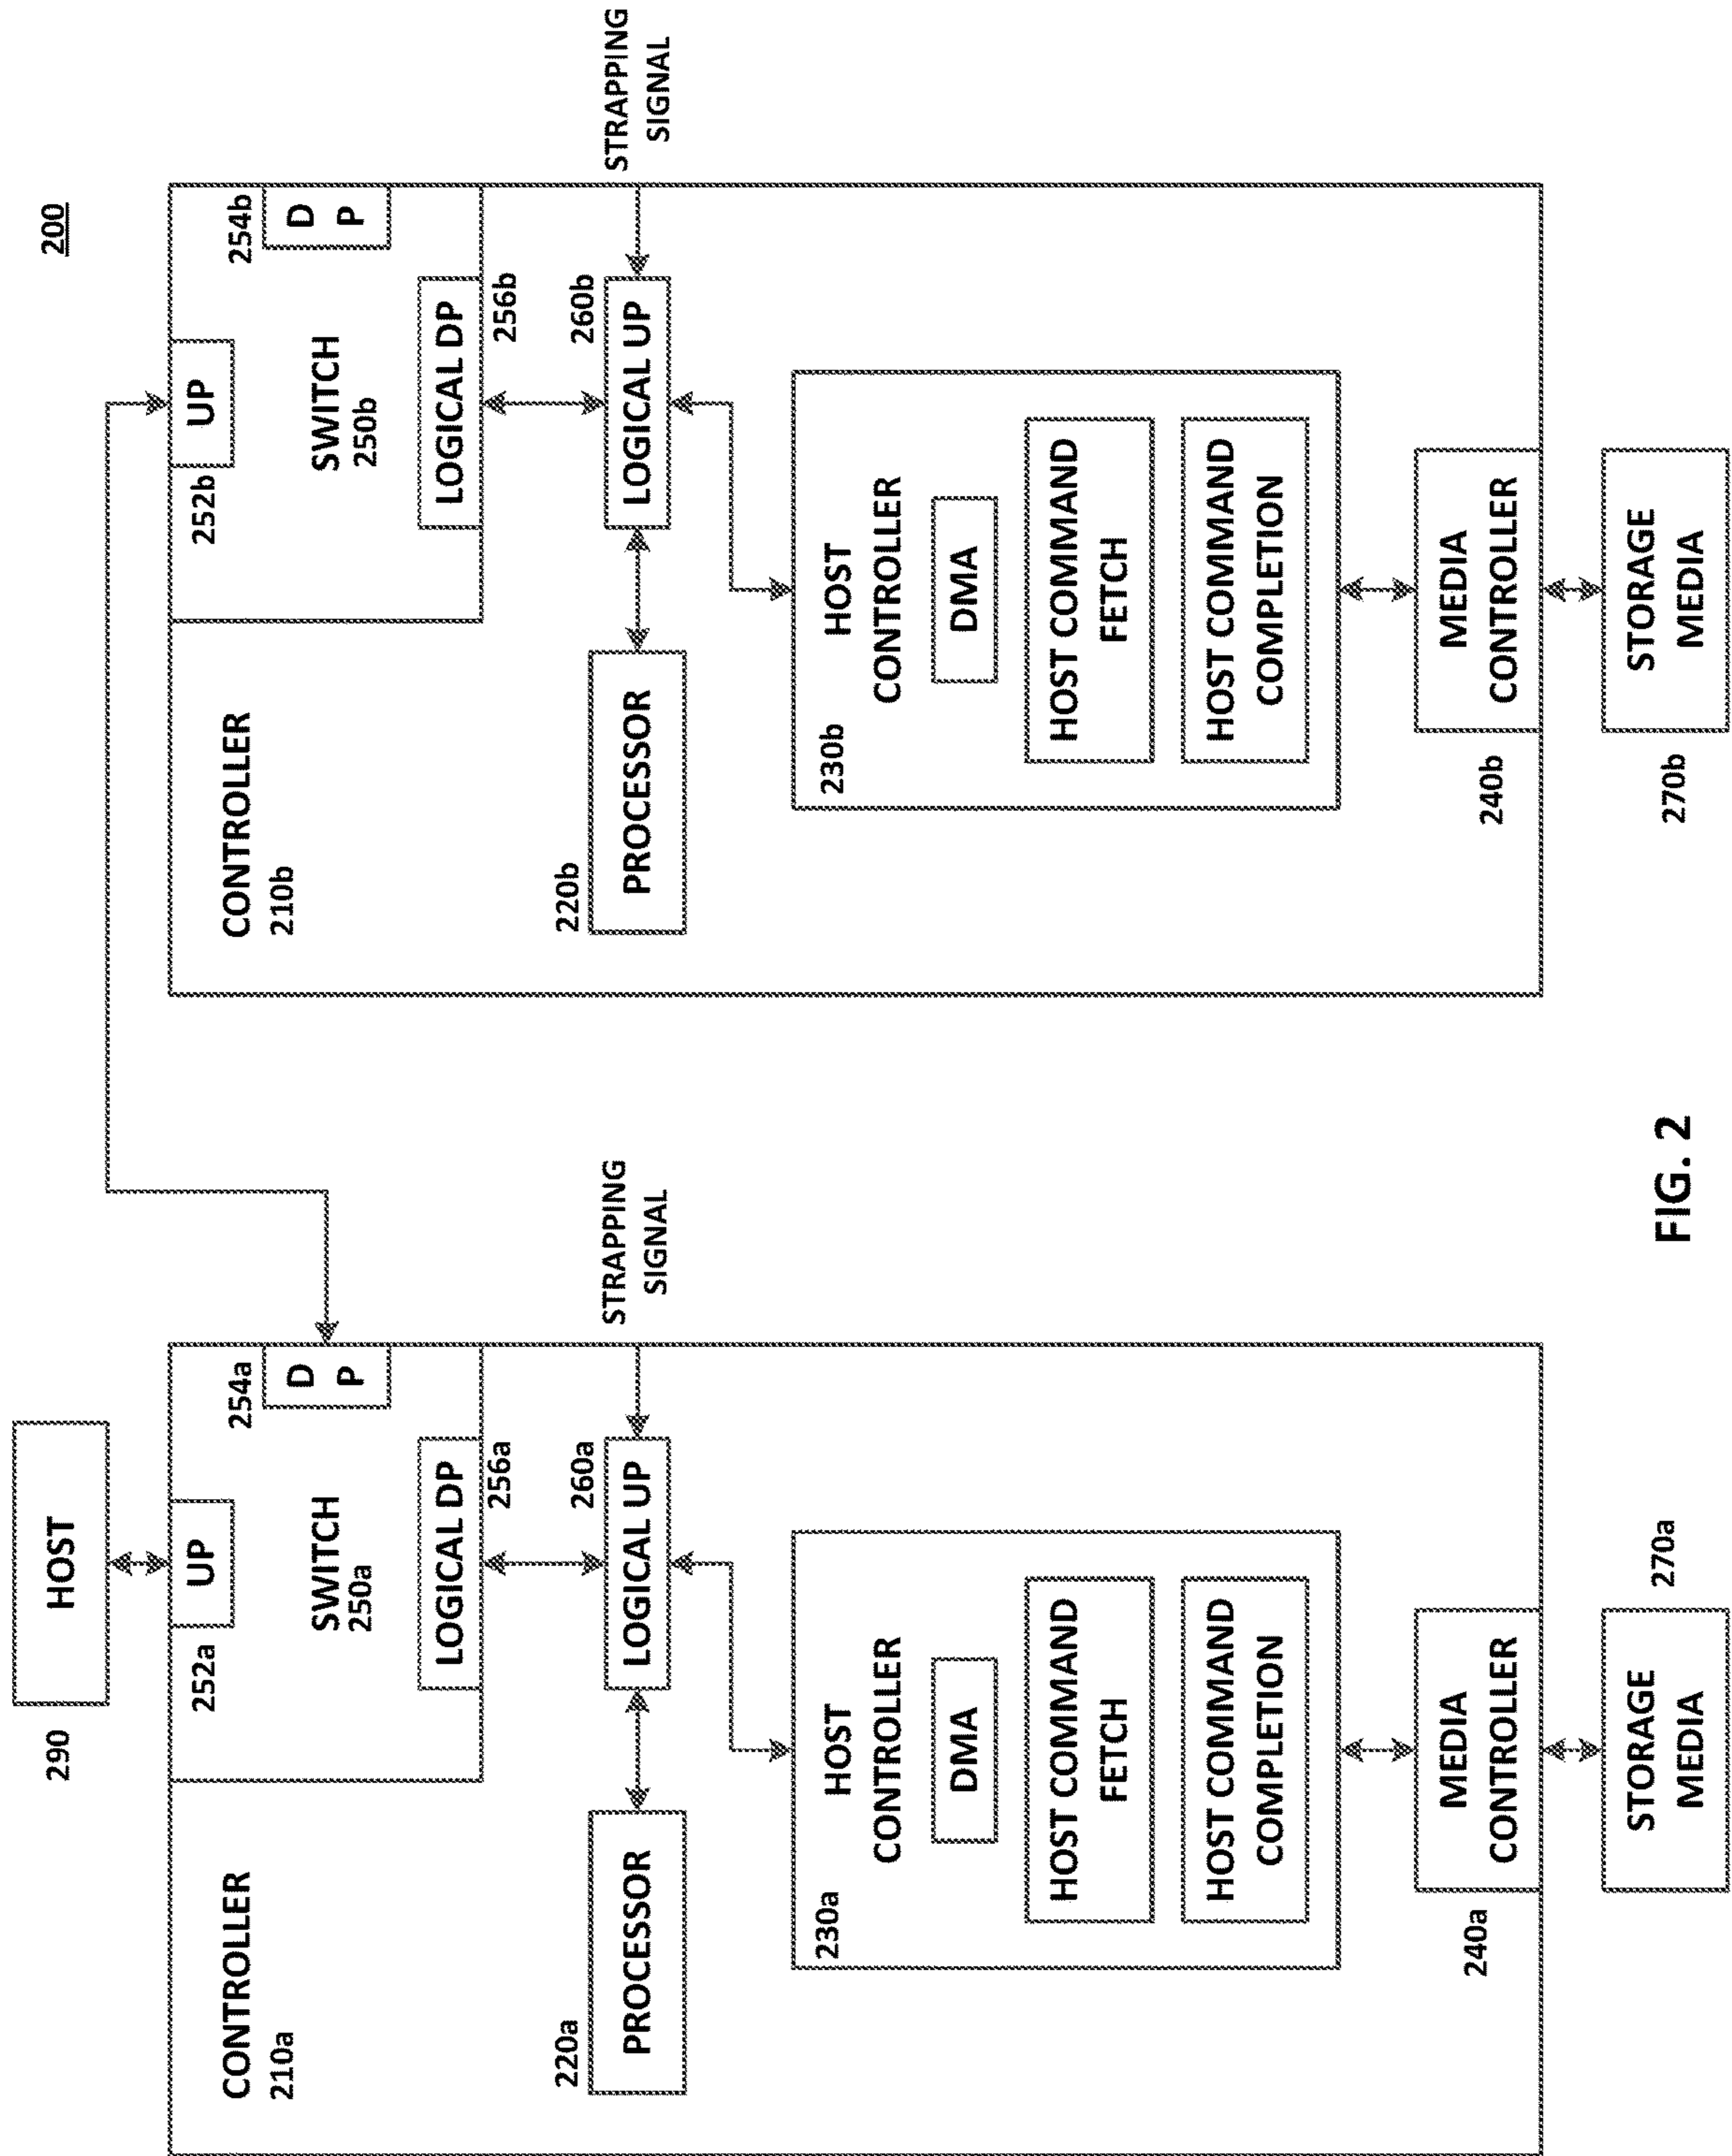 200
HOST
290
CONTROLLER
210a
UP
252a
SWITCH
250a
D
P
254a
LOGICAL DP
256a
PROCESSOR
220a
LOGICAL UP
260a
STRAPPING
SIGNAL
HOST
CONTROLLER
230a
DMA
HOST COMMAND
FETCH
HOST COMMAND
COMPLETION
MEDIA
CONTROLLER
240a
STORAGE
MEDIA
270a
CONTROLLER
210b
UP
252b
SWITCH
250b
D
P
254b
LOGICAL DP
256b
PROCESSOR
220b
LOGICAL UP
260b
STRAPPING
SIGNAL
HOST
CONTROLLER
230b
DMA
HOST COMMAND
FETCH
HOST COMMAND
COMPLETION
MEDIA
CONTROLLER
240b
STORAGE
MEDIA
270b
FIG. 2